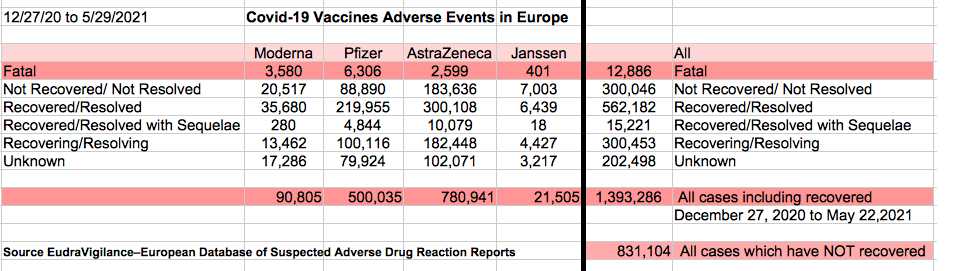 12/27/20 to 5/29/2021 Covid-19 Vaccines Adverse Events in Europe
Moderna Pfizer AstraZeneca Janssen All
Fatal 3,580 6,306 2,599 401 12,886 Fatal
Not Recovered/ Not Resolved 20,517 88,890 183,636 7,003 300,046 Not Recovered/ Not Resolved
Recovered/Resolved 35,680 219,955 300,108 6,439 562,182 Recovered/Resolved
Recovered/Resolved with Sequelae 280 4,844 10,079 18 15,221 Recovered/Resolved with Sequelae
Recovering/Resolving 13,462 100,116 182,448 4,427 300,453 Recovering/Resolving
Unknown 17,286 79,924 102,071 3,217 202,498 Unknown
90,805 500,035 780,941 21,505 1,393,286 All cases including recovered
December 27, 2020 to May 22,2021
Source EudraVigilance–European Database of Suspected Adverse Drug Reaction Reports 831,104 All cases which have NOT recovered